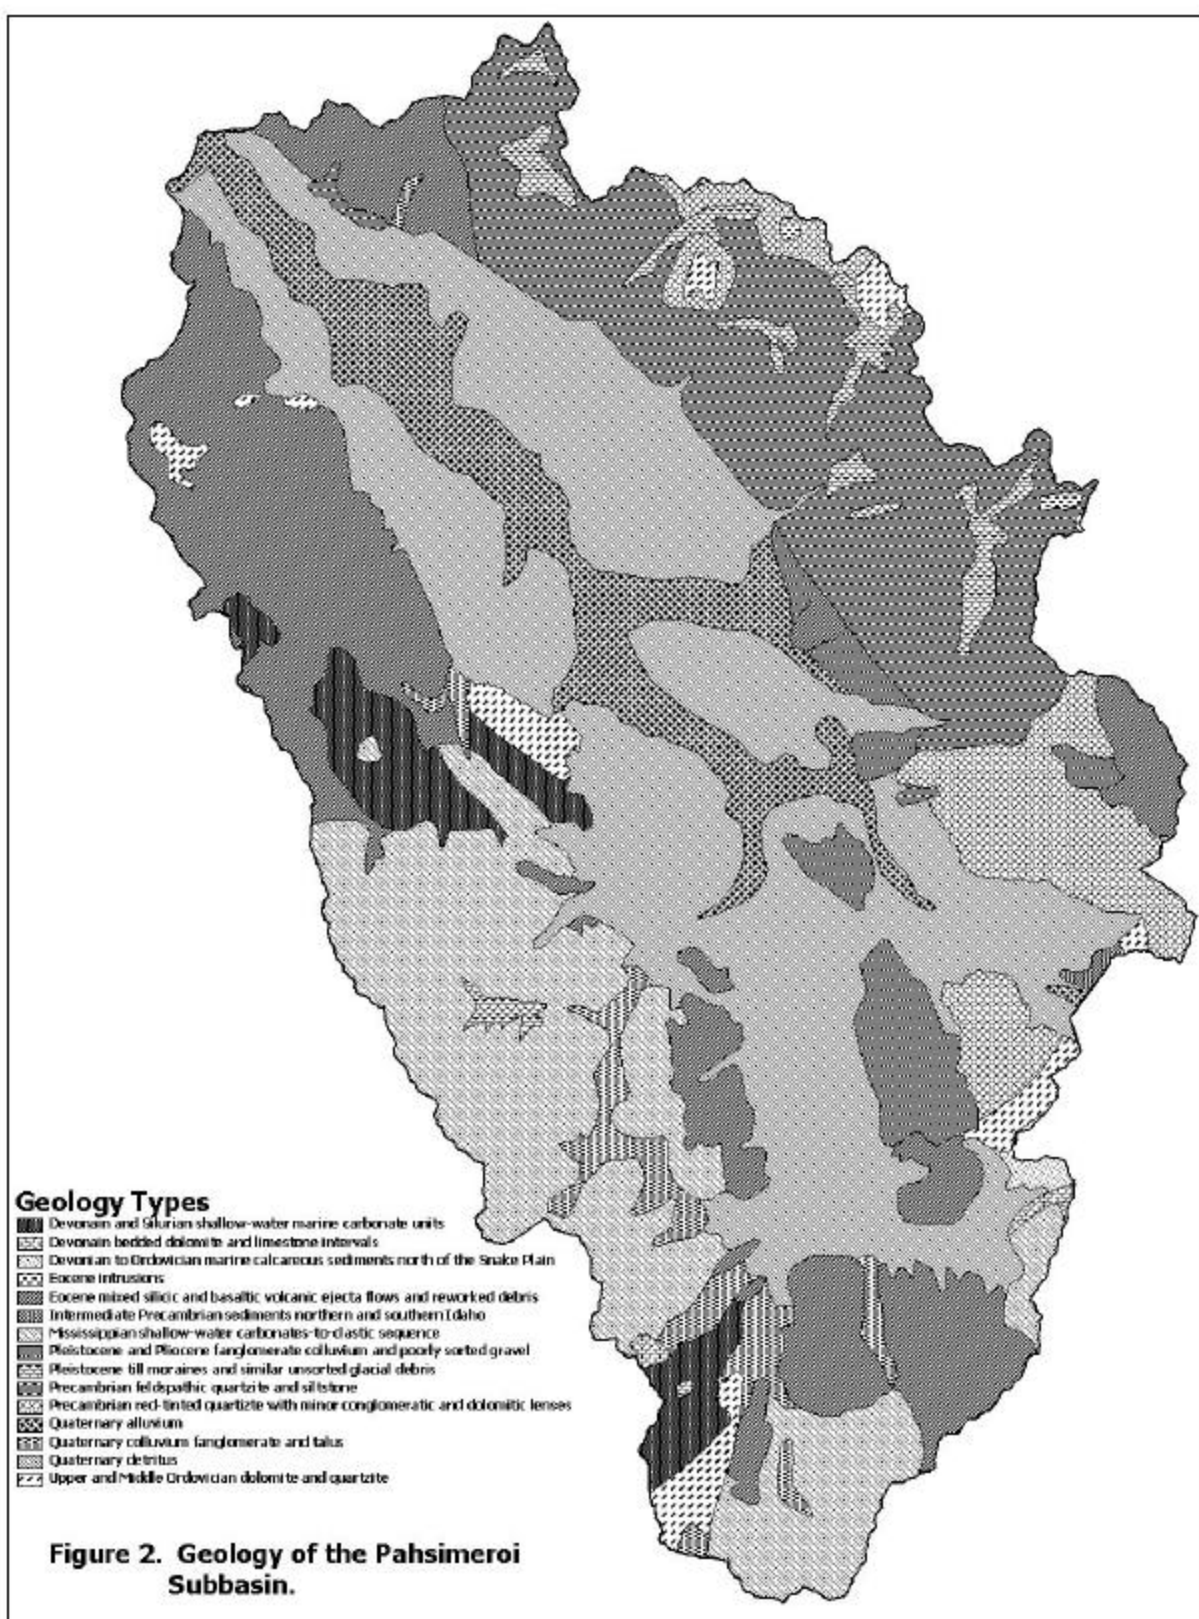 Geology Types
Devonain and Silurian shallow-water marine carbonate units
Devonain bedded dolomite and limestone intervals
Devonian to Ordovician marine calcareous sediments north of the Snake Plain
Eocene intrusions
Eocene mixed silicic and basaltic volcanic ejecta flows and reworked debris
Intermediate Precambrian sediments northern and southern Idaho
Mississippian shallow-water carbonates-to-clastic sequence
Pleistocene and Pliocene fanglomerate colluvium and poorly sorted gravel
Pleistocene till moraines and similar unsorted glacial debris
Precambrian feldspathic quartzite and siltstone
Precambrian red-tinted quartizte with minor conglomeratic and dolomitic lenses
Quaternary alluvium
Quaternary colluvium fanglomerate and talus
Quaternary detritus
Upper and Middle Ordovician dolomite and quartzite
Figure 2. Geology of the Pahsimeroi
Subbasin.